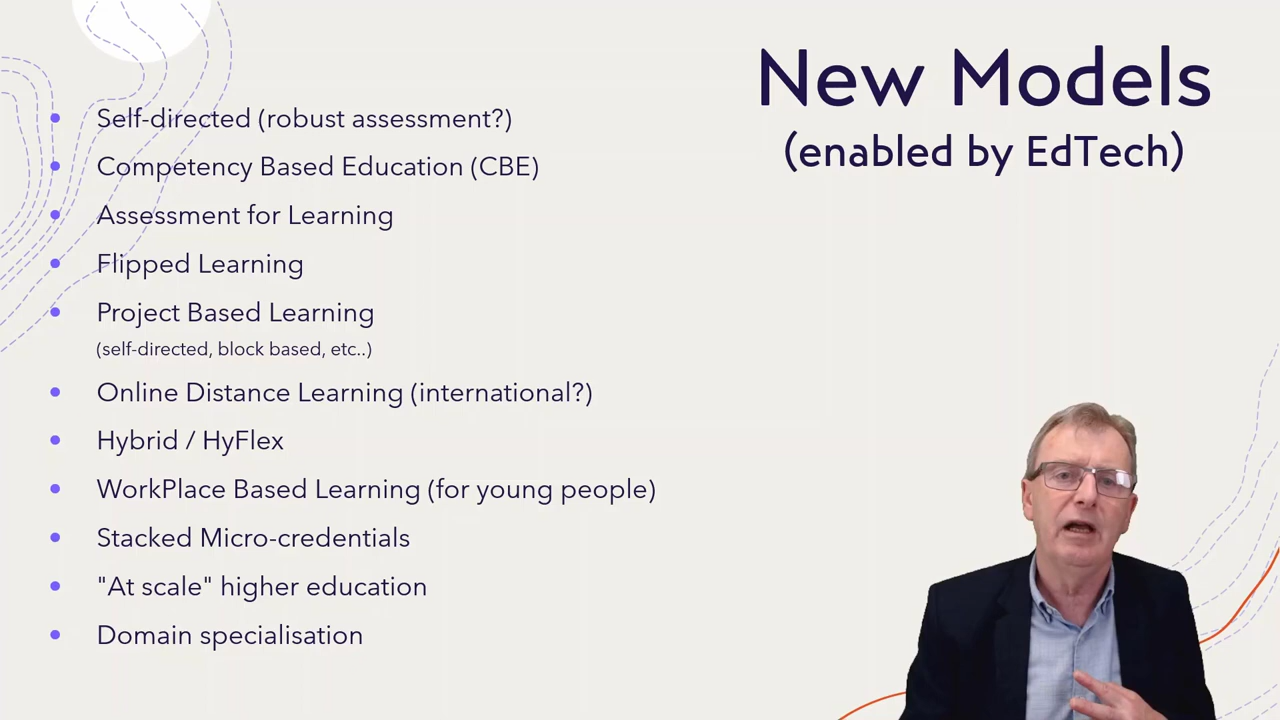 New Models
(enabled by EdTech)
Self-directed (robust assessment?)
Competency Based Education (CBE)
Assessment for Learning
Flipped Learning
Project Based Learning
(self-directed, block based, etc..)
Online Distance Learning (international?)
Hybrid / HyFlex
WorkPlace Based Learning (for young people)
Stacked Micro-credentials
"At scale" higher education
Domain specialisation